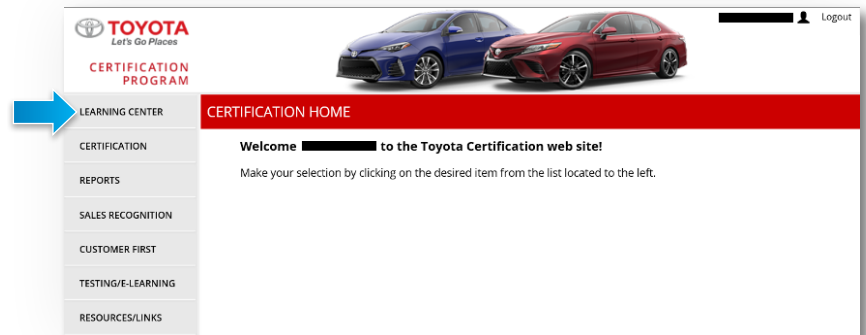 TOYOTA
Let's Go Places
CERTIFICATION
PROGRAM
Logout
LEARNING CENTER
CERTIFICATION
REPORTS
SALES RECOGNITION
CUSTOMER FIRST
TESTING/E-LEARNING
RESOURCES/LINKS
CERTIFICATION HOME
Welcome to the Toyota Certification web site!
Make your selection by clicking on the desired item from the list located to the left.